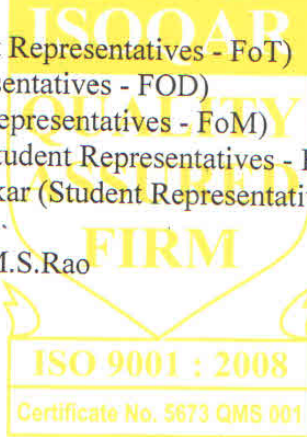 ISOQAR
t Representatives - FoT)
sentatives - FOD)
QUALITY
epresentatives - FoM)
tudent Representatives - F
ASSURED
kar (Student Representativ
FIRM
M.S.Rao
ISO 9001 : 2008
Certificate No. 5673 QMS 001